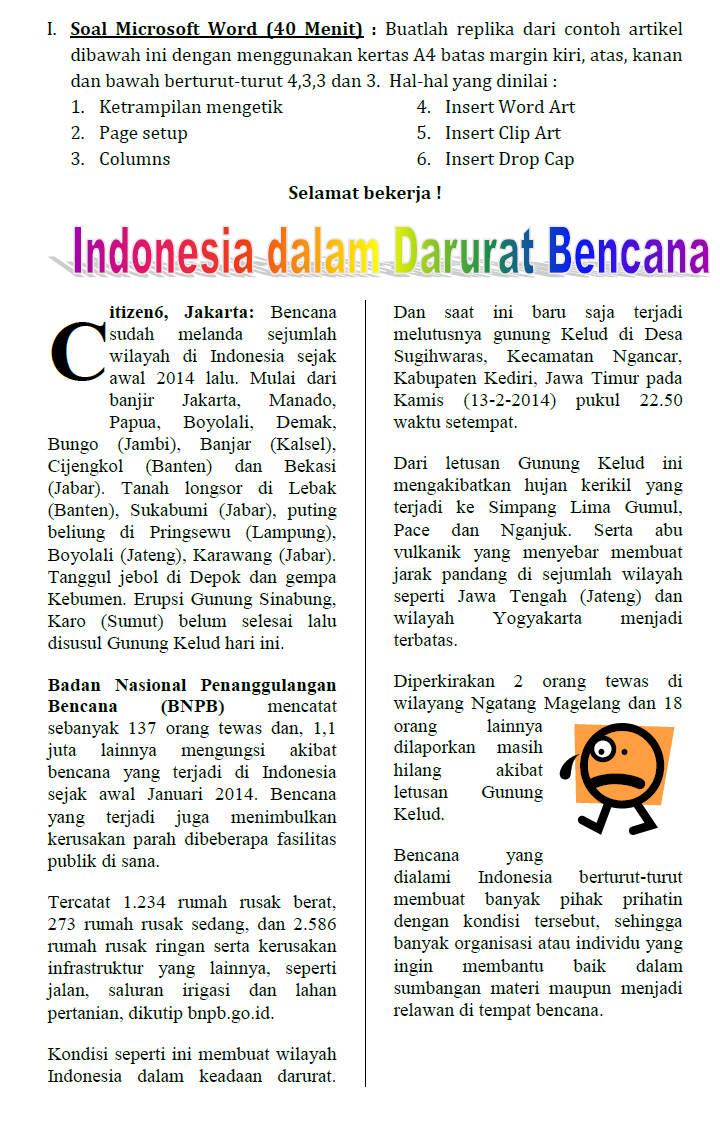 I. Soal Microsoft Word (40 Menit) : Buatlah replika dari contoh artikel
dibawah ini dengan menggunakan kertas A4 batas margin kiri, atas, kanan
dan bawah berturut-turut 4,3,3 dan 3. Hal-hal yang dinilai :
1. Ketrampilan mengetik
2. Page setup
3. Columns
4. Insert Word Art
5. Insert Clip Art
6. Insert Drop Cap
Selamat bekerja !
Indonesia dalam Darurat Bencana
Citizen6, Jakarta: Bencana
sudah melanda sejumlah
wilayah di Indonesia sejak
awal 2014 lalu. Mulai dari
banjir Jakarta, Manado,
Papua, Boyolali, Demak,
Bungo (Jambi), Banjar (Kalsel),
Cijengkol (Banten) dan Bekasi
(Jabar). Tanah longsor di Lebak
(Banten), Sukabumi (Jabar), puting
beliung di Pringsewu (Lampung),
Boyolali (Jateng), Karawang (Jabar).
Tanggul jebol di Depok dan gempa
Kebumen. Erupsi Gunung Sinabung,
Karo (Sumut) belum selesai lalu
disusul Gunung Kelud hari ini.
Badan Nasional Penanggulangan
Bencana (BNPB) mencatat
sebanyak 137 orang tewas dan, 1,1
juta lainnya mengungsi akibat
bencana yang terjadi di Indonesia
sejak awal Januari 2014. Bencana
yang terjadi juga menimbulkan
kerusakan parah dibeberapa fasilitas
publik di sana.
Tercatat 1.234 rumah rusak berat,
273 rumah rusak sedang, dan 2.586
rumah rusak ringan serta kerusakan
infrastruktur yang lainnya, seperti
jalan, saluran irigasi dan lahan
pertanian, dikutip bnpb.go.id.
Kondisi seperti ini membuat wilayah
Indonesia dalam keadaan darurat.
Dan saat ini baru saja terjadi
melutusnya gunung Kelud di Desa
Sugihwaras, Kecamatan Ngancar,
Kabupaten Kediri, Jawa Timur pada
Kamis (13-2-2014) pukul 22.50
waktu setempat.
Dari letusan Gunung Kelud ini
mengakibatkan hujan kerikil yang
terjadi ke Simpang Lima Gumul,
Pace dan Nganjuk. Serta abu
vulkanik yang menyebar membuat
jarak pandang di sejumlah wilayah
seperti Jawa Tengah (Jateng) dan
wilayah Yogyakarta menjadi
terbatas.
Diperkirakan 2 orang tewas di
wilayang Ngatang Magelang dan 18
orang lainnya
dilaporkan masih
hilang akibat
letusan Gunung
Kelud.
Bencana yang
dialami Indonesia berturut-turut
membuat banyak pihak prihatin
dengan kondisi tersebut, sehingga
banyak organisasi atau individu yang
ingin membantu baik dalam
sumbangan materi maupun menjadi
relawan di tempat bencana.